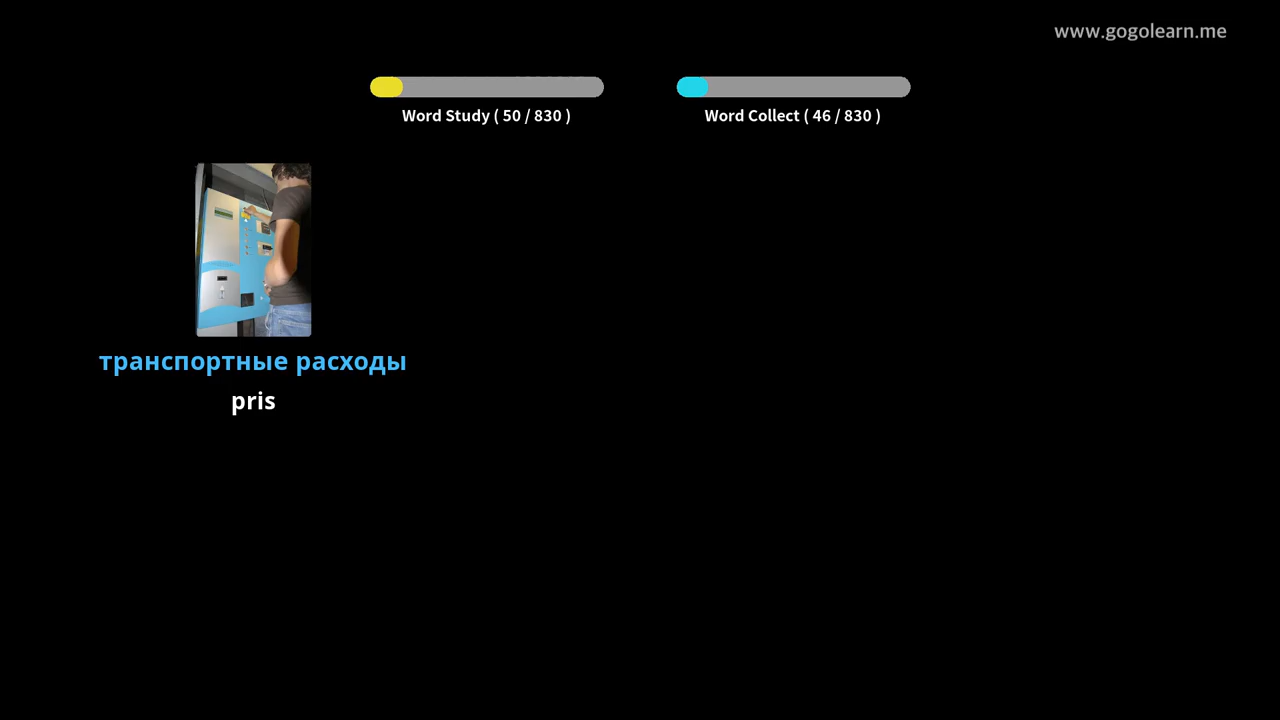 www.gogolearn.me
Word Study ( 50 / 830 )
Word Collect ( 46 / 830 )
транспортные расходы
pris